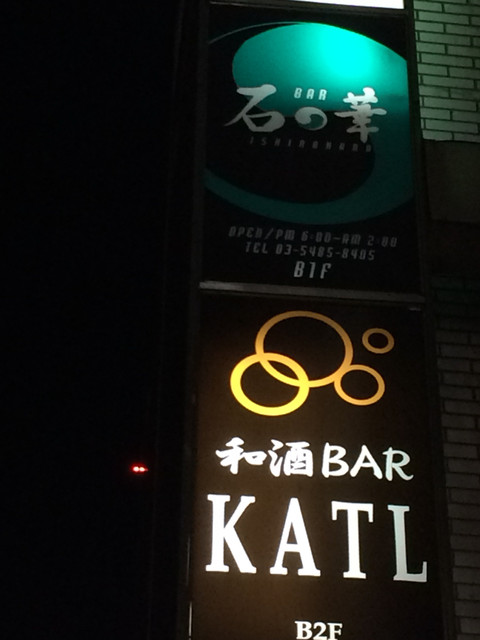 BAR
石の華
ISHINOHANA
OPEN/PM 6:00-AM 2:00
TEL 03-5485-8405
B1F
和酒BAR
KATL
B2F